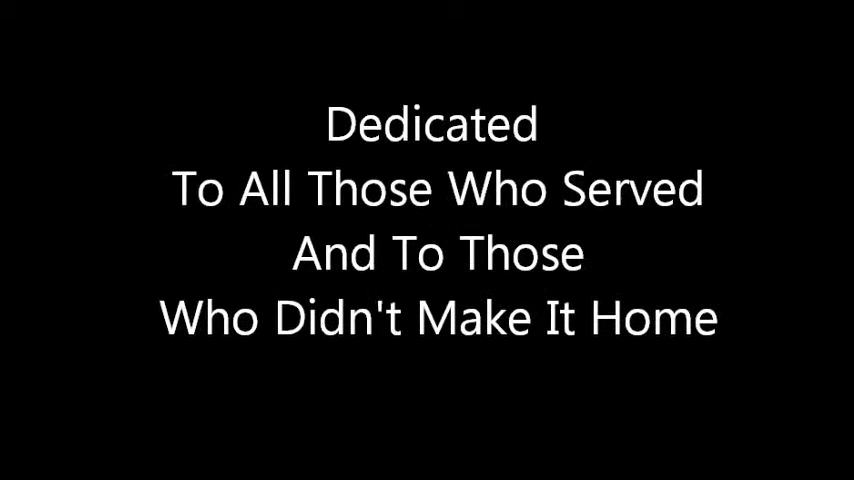 Dedicated
To All Those Who Served
And To Those
Who Didn't Make It Home